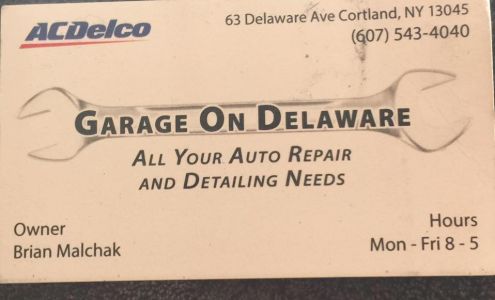 ACDelco
63 Delaware Ave Cortland, NY 13045
(607) 543-4040
GARAGE ON DELAWARE
ALL YOUR AUTO REPAIR
AND DETAILING NEEDS
Owner
Brian Malchak
Hours
Mon - Fri 8 - 5